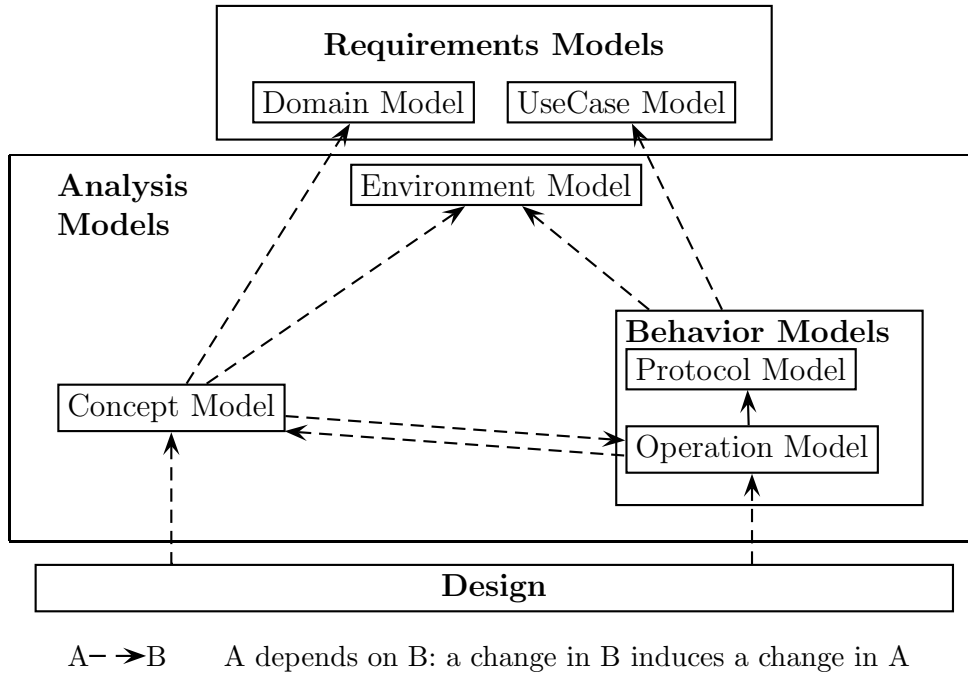 Requirements Models
Domain Model
UseCase Model
Analysis
Models
Environment Model
Behavior Models
Protocol Model
Concept Model
Operation Model
Design
A B A depends on B: a change in B induces a change in A